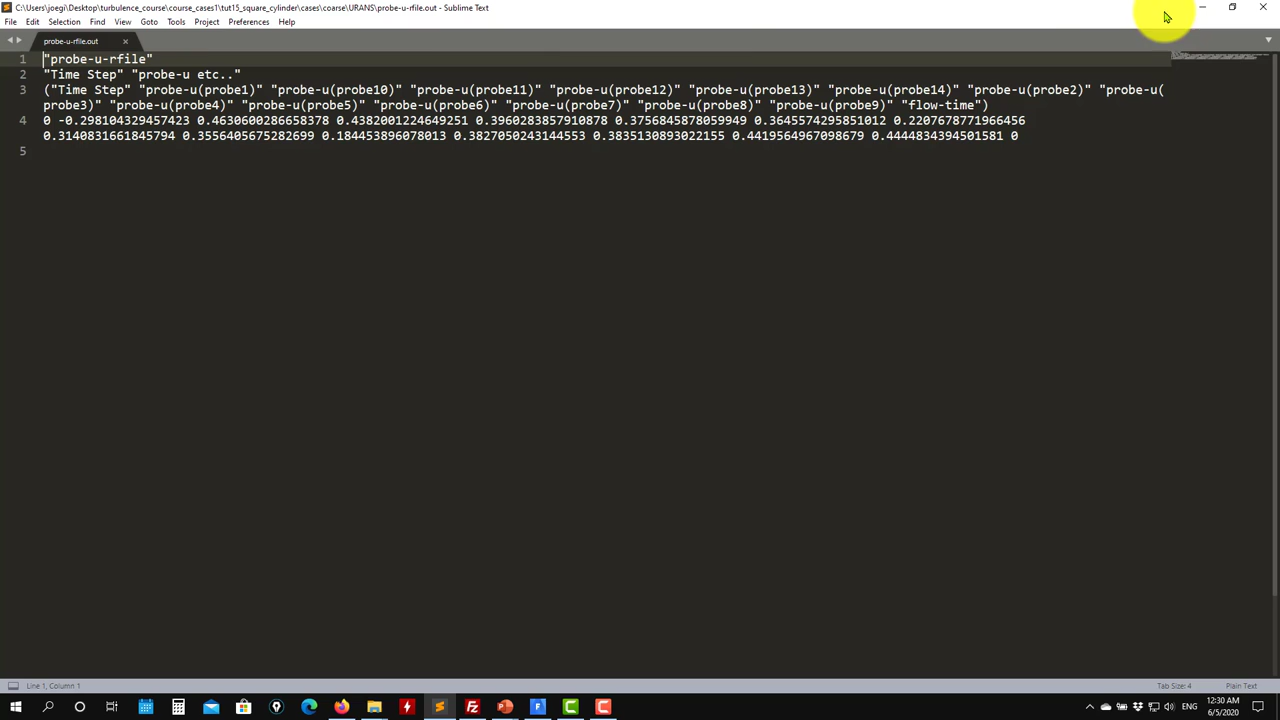 C:\Users\joegi\Desktop\turbulence_course\course_cases1\tut15_square_cylinder\cases\coarse\URANS\probe-u-rfile.out - Sublime Text
File Edit Selection Find View Goto Tools Project Preferences Help
probe-u-rfile.out
1 "probe-u-rfile"
2 "Time Step" "probe-u etc.."
3 ("Time Step" "probe-u(probe1)" "probe-u(probe10)" "probe-u(probe11)" "probe-u(probe12)" "probe-u(probe13)" "probe-u(probe14)" "probe-u(probe2)" "probe-u(
probe3)" "probe-u(probe4)" "probe-u(probe5)" "probe-u(probe6)" "probe-u(probe7)" "probe-u(probe8)" "probe-u(probe9)" "flow-time")
4 0 -0.298104329457423 0.4630600286658378 0.4382001224649251 0.3960283857910878 0.3756845878059949 0.3645574295851012 0.2207678771966456
0.3140831661845794 0.3556405675282699 0.184453896078013 0.3827050243144553 0.3835130893022155 0.4419564967098679 0.4444834394501581 0
5
Line 1, Column 1
Tab Size: 4
Plain Text
ENG
12:30 AM
6/5/2020